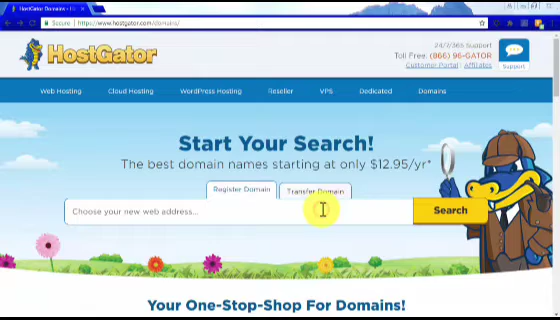 HostGator Domains - Ho
Secure
https://www.hostgator.com/domains/
HostGator
24/7/365 Support
Toll Free: (866) 96-GATOR
Customer Portal | Affiliates
Support
Web Hosting
Cloud Hosting
WordPress Hosting
Reseller
VPS
Dedicated
Domains
Start Your Search!
The best domain names starting at only $12.95/yr*
Register Domain
Transfer Domain
Choose your new web address...
Search
Your One-Stop-Shop For Domains!